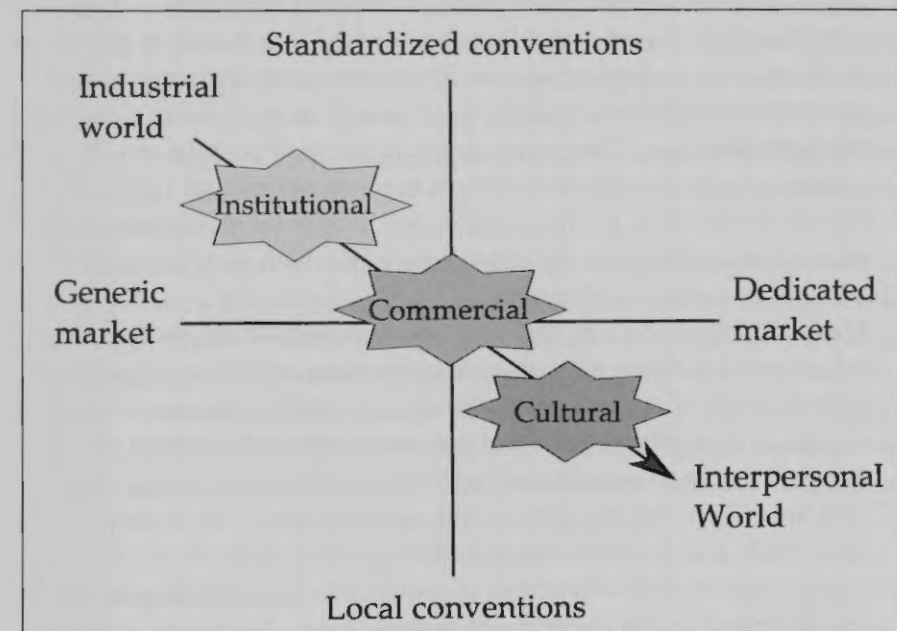 Standardized conventions
Industrial
world
Institutional
Generic
market
Commercial
Dedicated
market
Cultural
Interpersonal
World
Local conventions